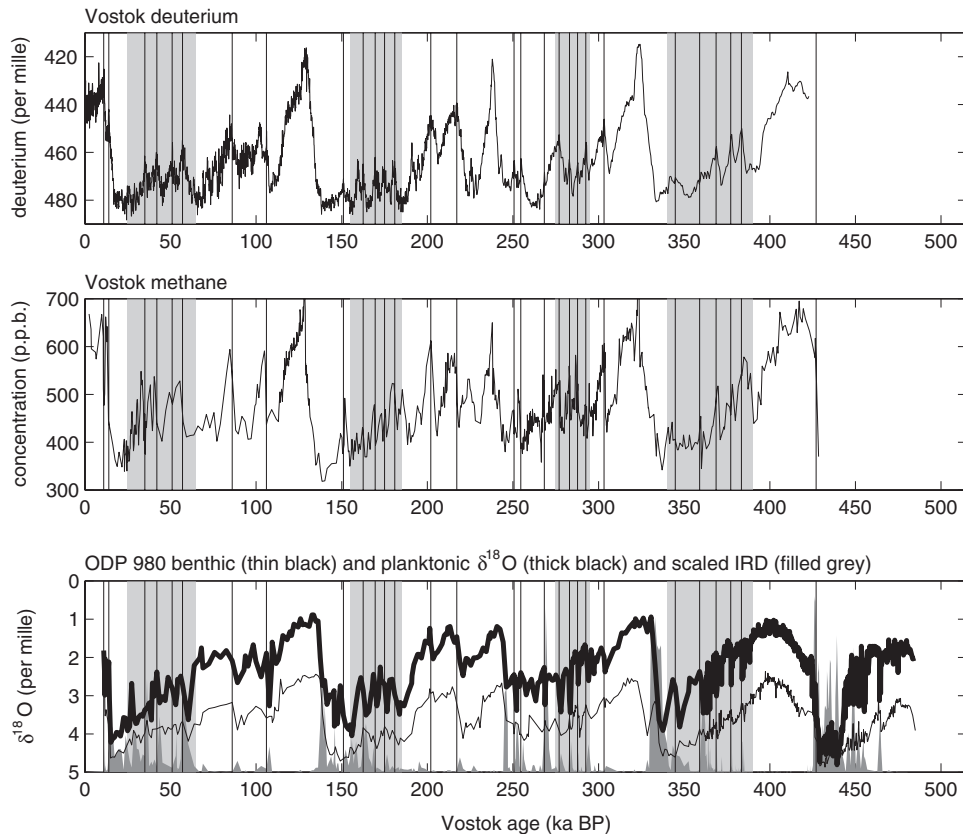 Vostok deuterium
deuterium (per mille)
420
440
460
480
0 50 100 150 200 250 300 350 400 450 500
Vostok methane
concentration (p.p.b.)
700
600
500
400
300
0 50 100 150 200 250 300 350 400 450 500
ODP 980 benthic (thin black) and planktonic δ¹⁸O (thick black) and scaled IRD (filled grey)
δ¹⁸O (per mille)
0
1
2
3
4
5
0 50 100 150 200 250 300 350 400 450 500
Vostok age (ka BP)